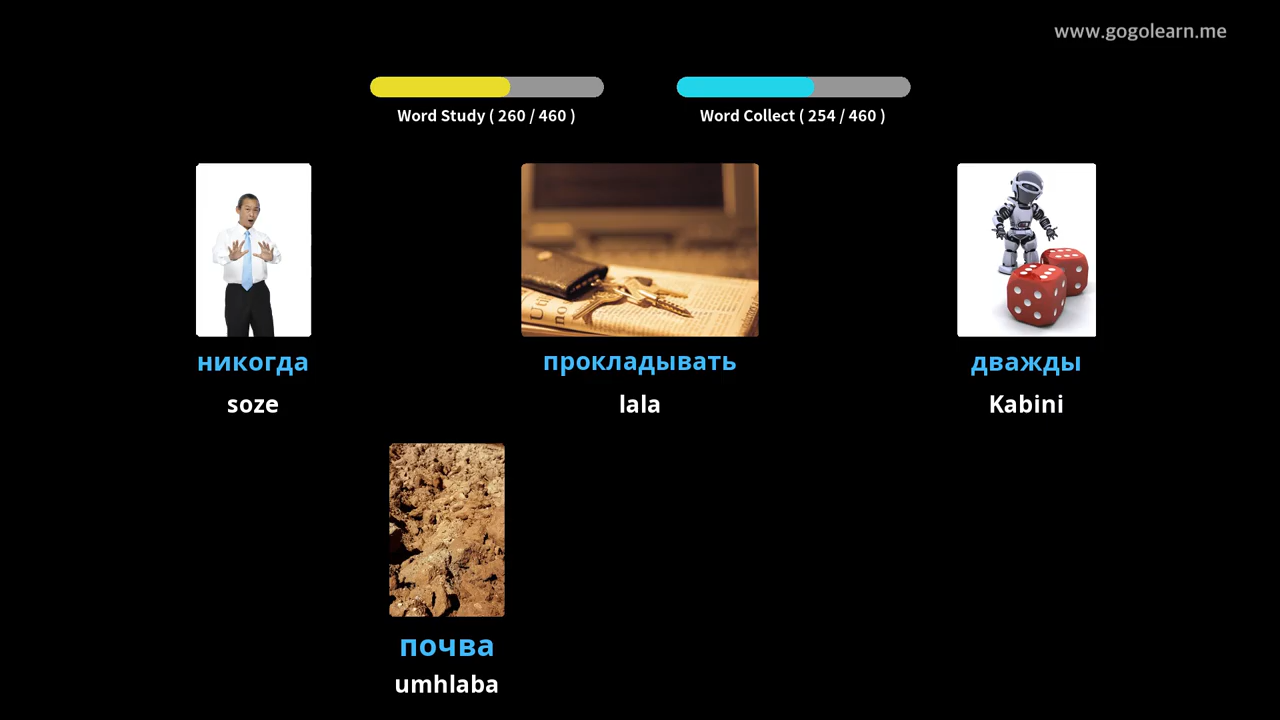 www.gogolearn.me
Word Study ( 260 / 460 )
Word Collect ( 254 / 460 )
никогда
soze
прокладывать
lala
дважды
Kabini
почва
umhlaba